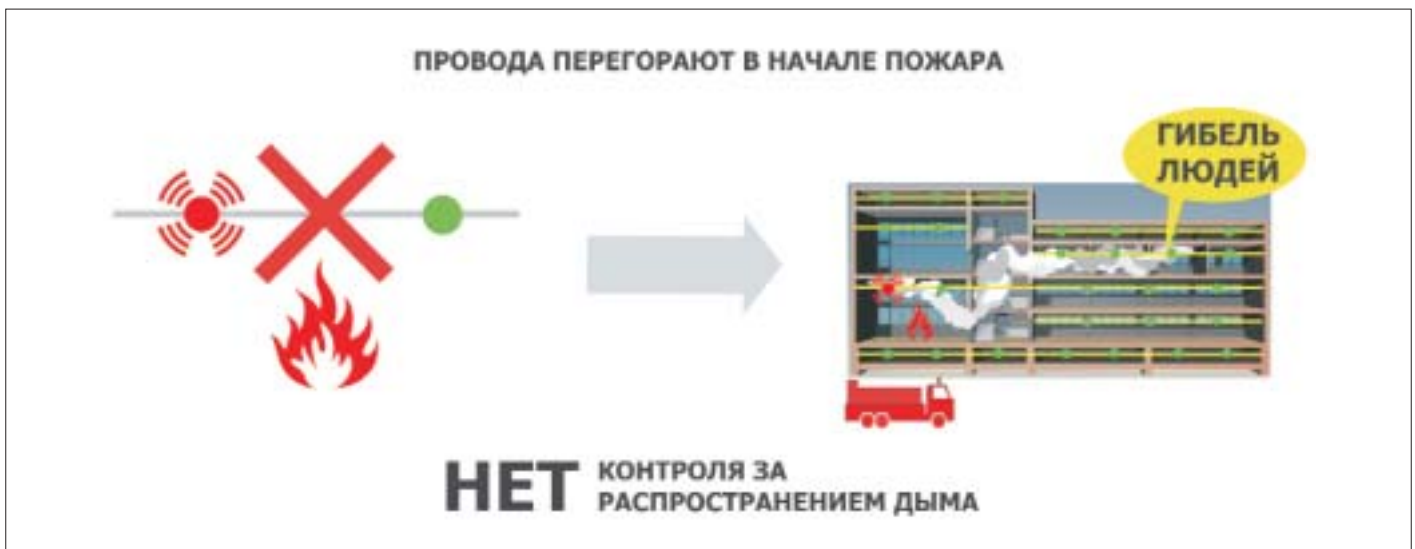 ПРОВОДА ПЕРЕГОРАЮТ В НАЧАЛЕ ПОЖАРА
ГИБЕЛЬ
ЛЮДЕЙ
НЕТ КОНТРОЛЯ ЗА
РАСПРОСТРАНЕНИЕМ ДЫМА